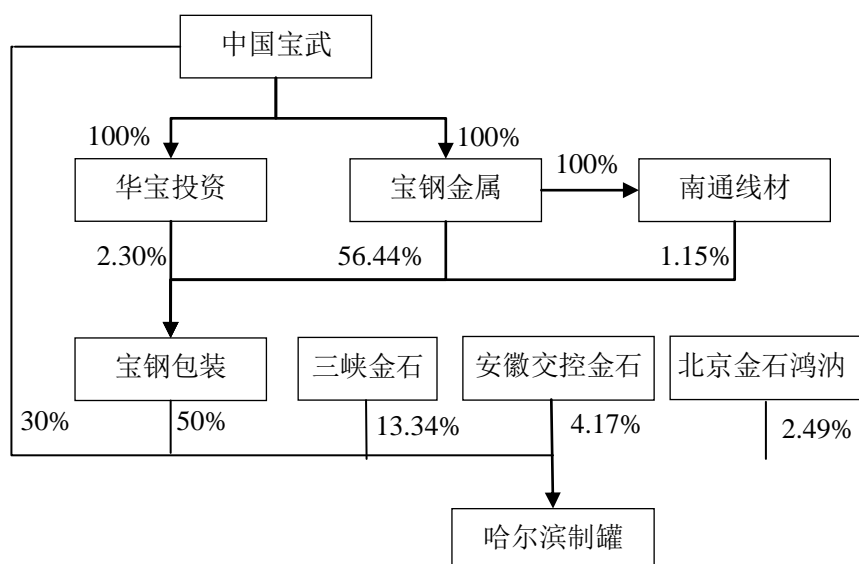 中国宝武
100%
100%
华宝投资
宝钢金属
100%
南通线材
2.30%
56.44%
1.15%
宝钢包装
三峡金石
安徽交控金石
北京金石鸿汭
30%
50%
13.34%
4.17%
2.49%
哈尔滨制罐